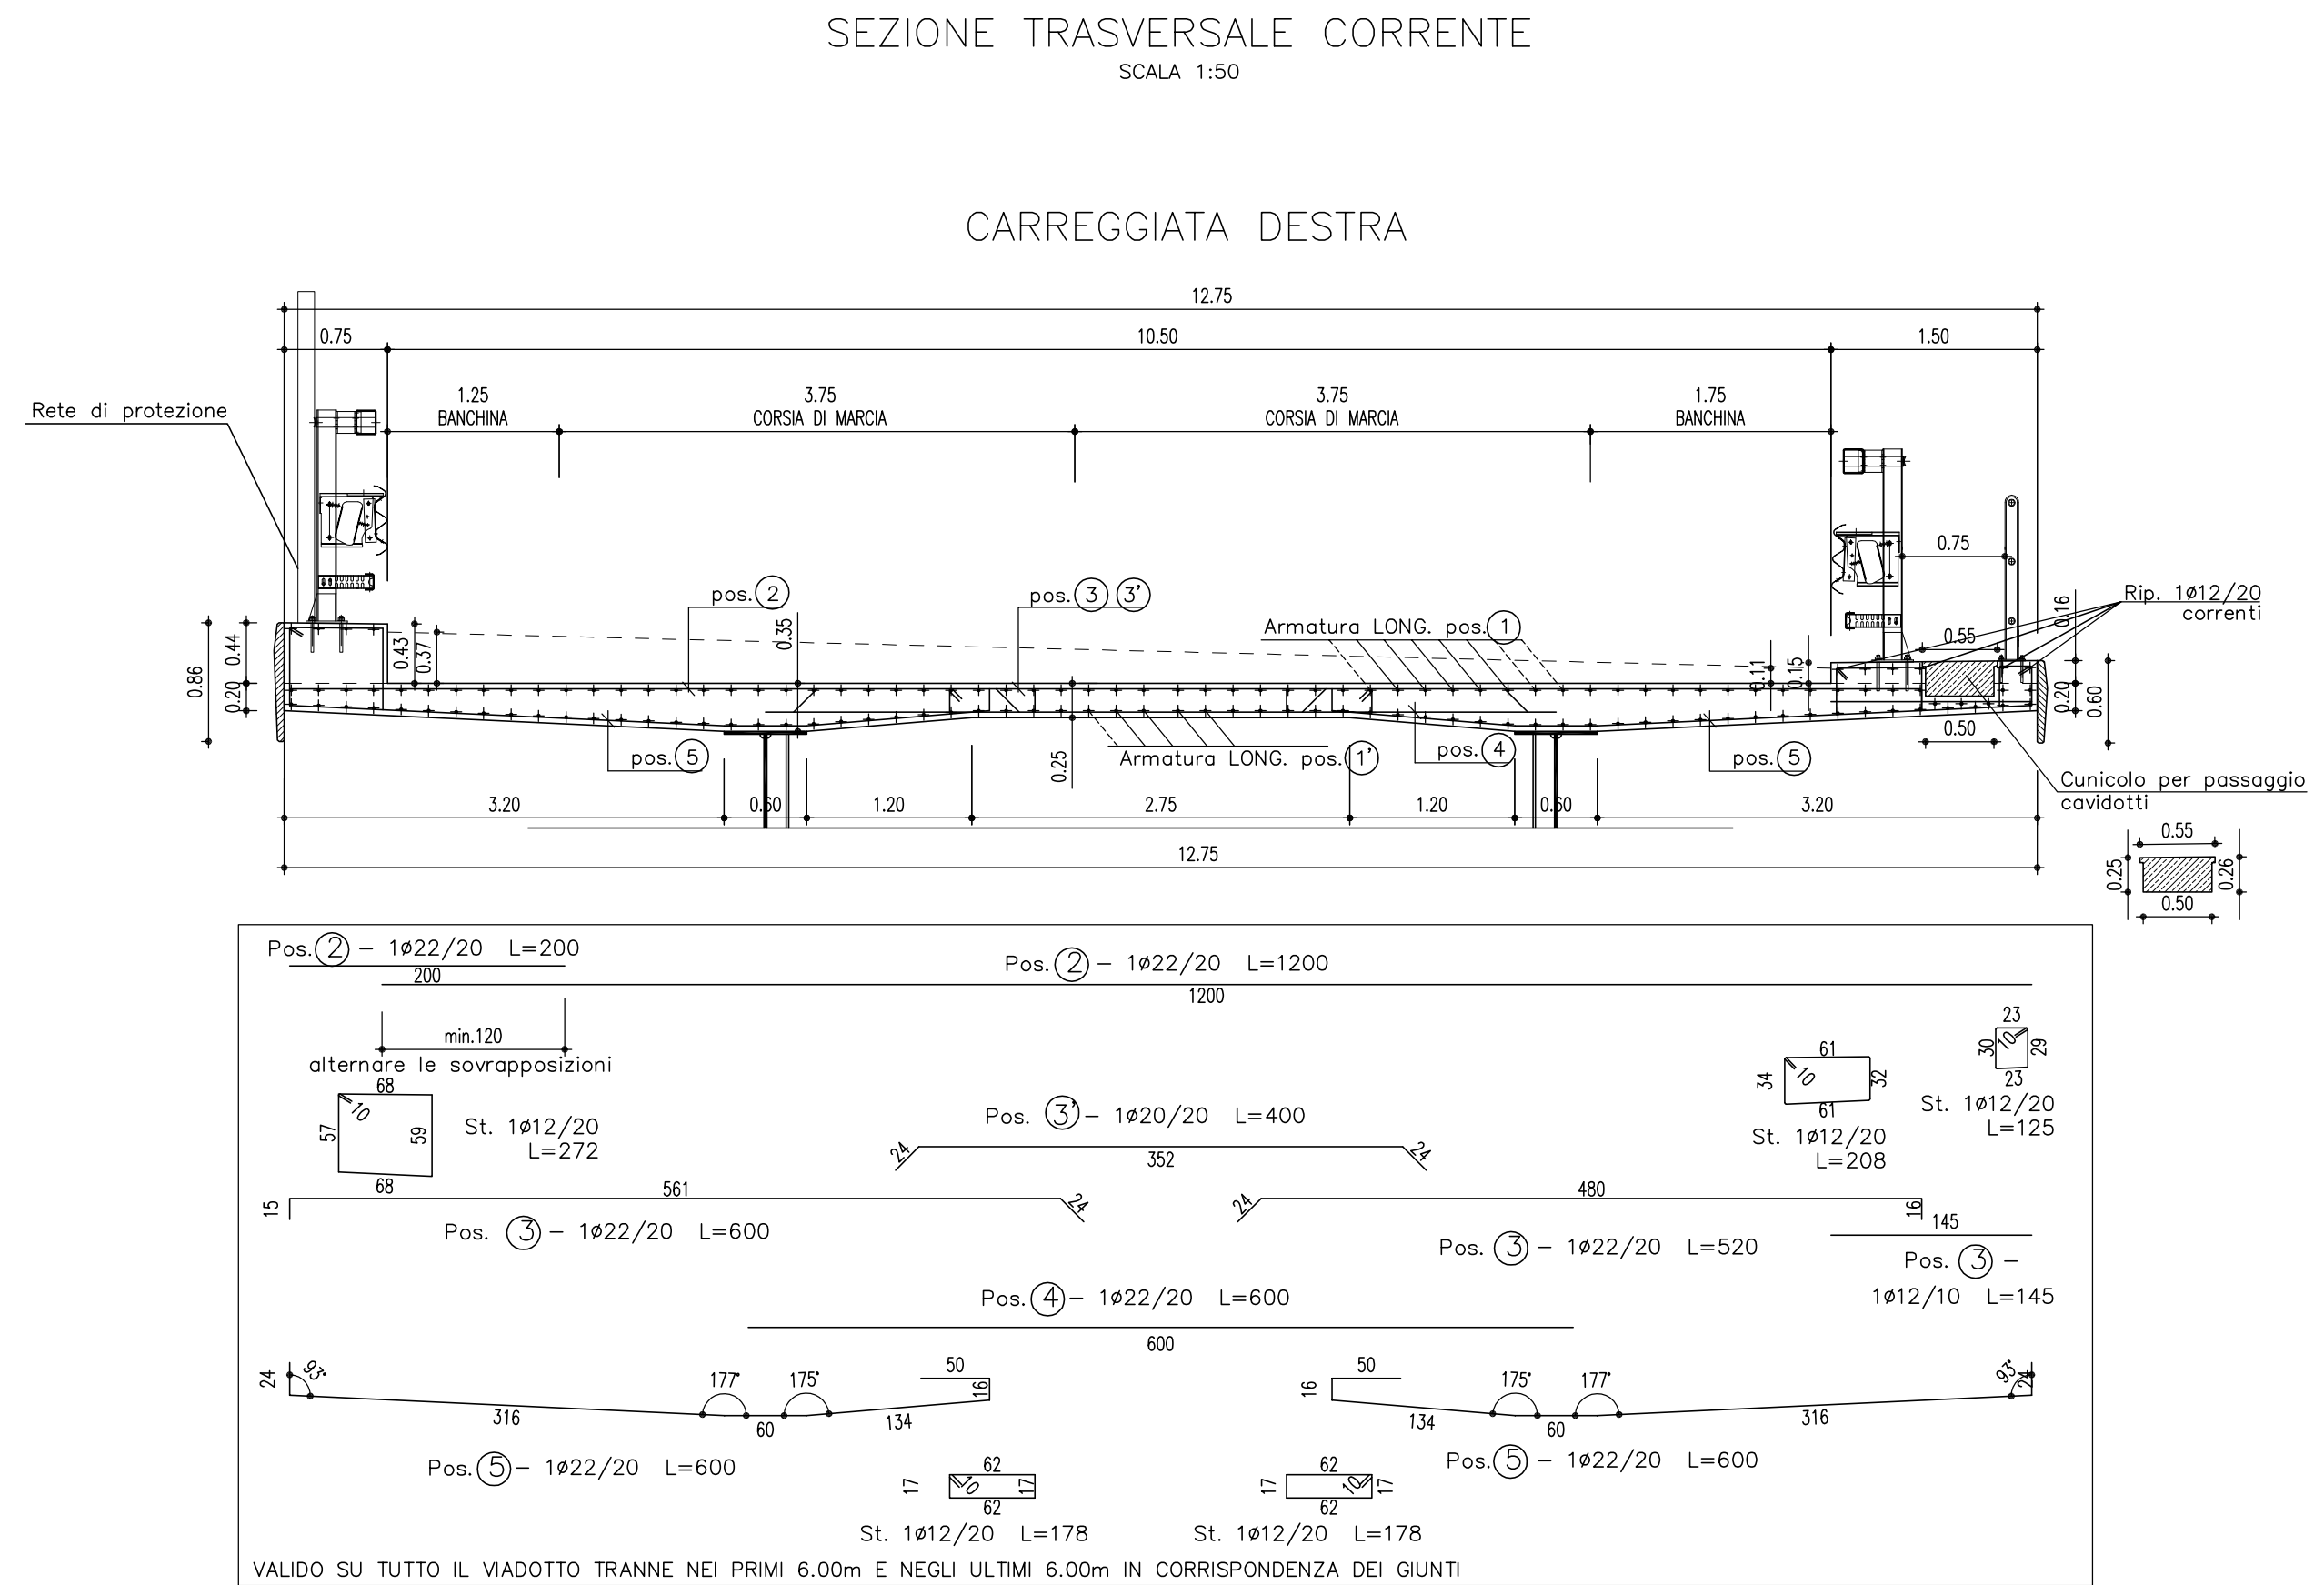 SEZIONE TRASVERSALE CORRENTE
SCALA 1:50
CARREGGIATA DESTRA
12.75
0.75 10.50 1.50
1.25 3.75 3.75 1.75
BANCHINA CORSIA DI MARCIA CORSIA DI MARCIA BANCHINA
Rete di protezione
0.75
pos. 2
pos. 3 3'
Armatura LONG. pos. 1
Rip. 1ø12/20
correnti
0.86
0.44
0.20
0.43
0.37
0.35
0.25
0.11
0.15
0.55
0.16
0.20
0.60
0.50
pos. 5
Armatura LONG. pos. 1'
pos. 4
pos. 5
Cunicolo per passaggio
cavidotti
3.20 0.60 1.20 2.75 1.20 0.60 3.20
12.75
0.55
0.25 0.26
0.50
Pos. 2 – 1ø22/20 L=200
200
Pos. 2 – 1ø22/20 L=1200
1200
min.120
alternare le sovrapposizioni
68
10
57 59
68
St. 1ø12/20
L=272
Pos. 3' – 1ø20/20 L=400
24 352 24
61
10
34 32
61
St. 1ø12/20
L=208
23
10
30 29
23
St. 1ø12/20
L=125
15 561 24
Pos. 3 – 1ø22/20 L=600
24 480 16
Pos. 3 – 1ø22/20 L=520
145
Pos. 3 –
1ø12/10 L=145
Pos. 4 – 1ø22/20 L=600
600
24 93° 316 177° 60 175° 134 16 50
Pos. 5 – 1ø22/20 L=600
50 16 134 175° 60 177° 316 93° 24
Pos. 5 – 1ø22/20 L=600
62
17 10 17
62
St. 1ø12/20 L=178
62
17 10 17
62
St. 1ø12/20 L=178
VALIDO SU TUTTO IL VIADOTTO TRANNE NEI PRIMI 6.00m E NEGLI ULTIMI 6.00m IN CORRISPONDENZA DEI GIUNTI